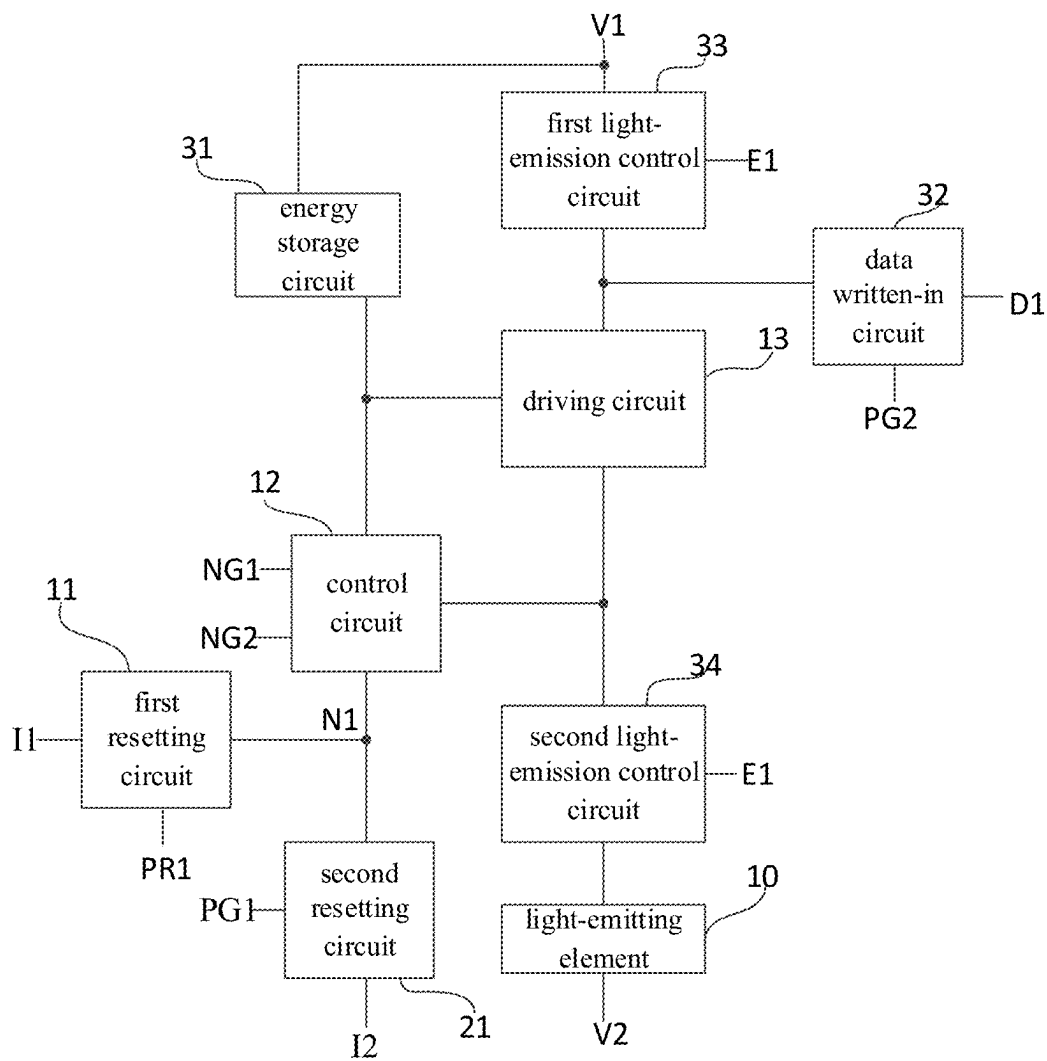 V1
33
first light-
emission control
circuit
E1
31
energy
storage
circuit
32
data
written-in
circuit
D1
PG2
13
driving circuit
12
NG1
NG2
control
circuit
11
first
resetting
circuit
I1
PR1
N1
34
second light-
emission control
circuit
E1
PG1
second
resetting
circuit
21
I2
10
light-emitting
element
V2